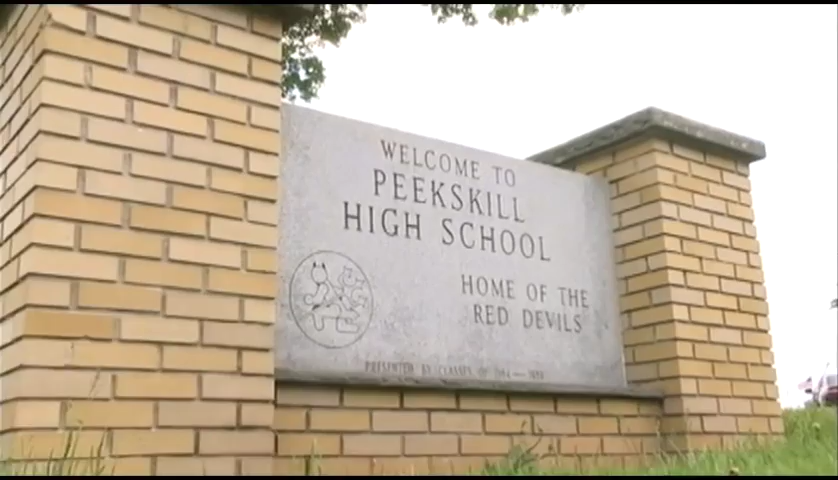 WELCOME TO
PEEKSKILL
HIGH SCHOOL
HOME OF THE
RED DEVILS
PRESENTED BY CLASSES OF